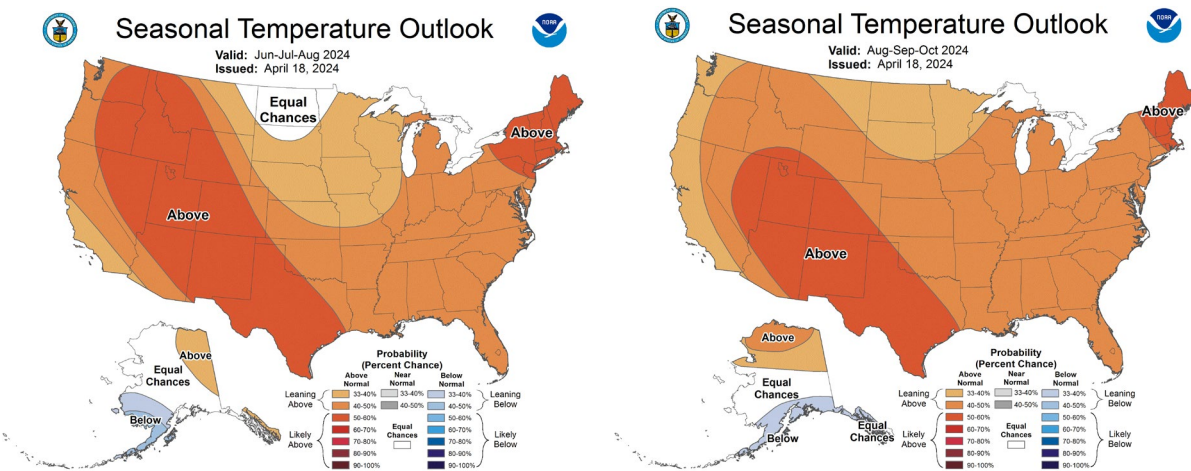 Seasonal Temperature Outlook
Valid: Jun-Jul-Aug 2024
Issued: April 18, 2024
NOAA
Equal
Chances
Above
Above
Above
Equal
Chances
Below
Probability
(Percent Chance)
Above
Normal
Near
Normal
Below
Normal
Leaning
Above
33-40%
33-40%
33-40%
Leaning
Below
40-50%
40-50%
40-50%
Likely
Above
50-60%
50-60%
Likely
Below
60-70%
Equal
Chances
60-70%
70-80%
70-80%
80-90%
80-90%
90-100%
90-100%
Seasonal Temperature Outlook
Valid: Aug-Sep-Oct 2024
Issued: April 18, 2024
NOAA
Above
Above
Above
Equal
Chances
Below
Equal
Chances
Probability
(Percent Chance)
Above
Normal
Near
Normal
Below
Normal
Leaning
Above
33-40%
33-40%
33-40%
Leaning
Below
40-50%
40-50%
40-50%
Likely
Above
50-60%
50-60%
Likely
Below
60-70%
Equal
Chances
60-70%
70-80%
70-80%
80-90%
80-90%
90-100%
90-100%